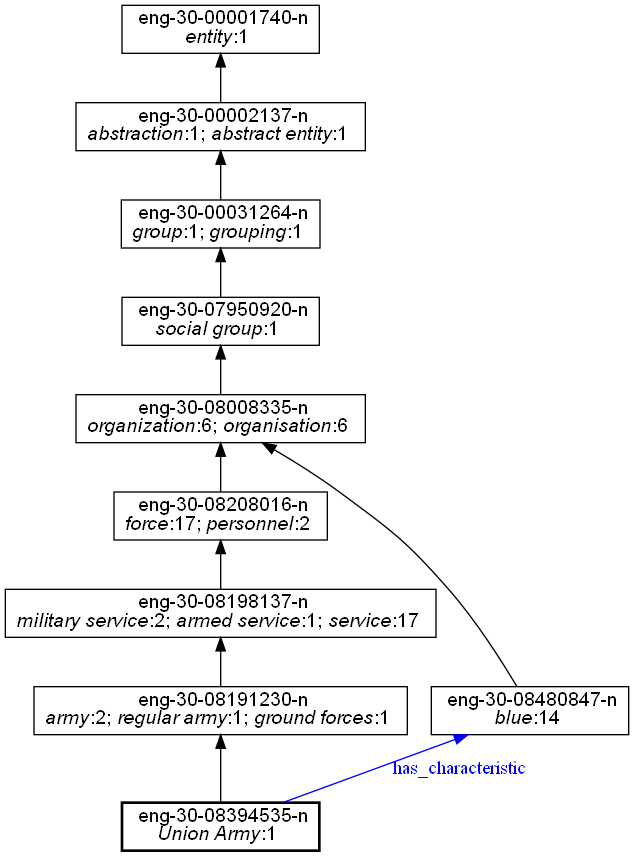 eng-30-00001740-n
entity:1
eng-30-00002137-n
abstraction:1; abstract entity:1
eng-30-00031264-n
group:1; grouping:1
eng-30-07950920-n
social group:1
eng-30-08008335-n
organization:6; organisation:6
eng-30-08208016-n
force:17; personnel:2
eng-30-08198137-n
military service:2; armed service:1; service:17
eng-30-08191230-n
army:2; regular army:1; ground forces:1
eng-30-08480847-n
blue:14
has_characteristic
eng-30-08394535-n
Union Army:1